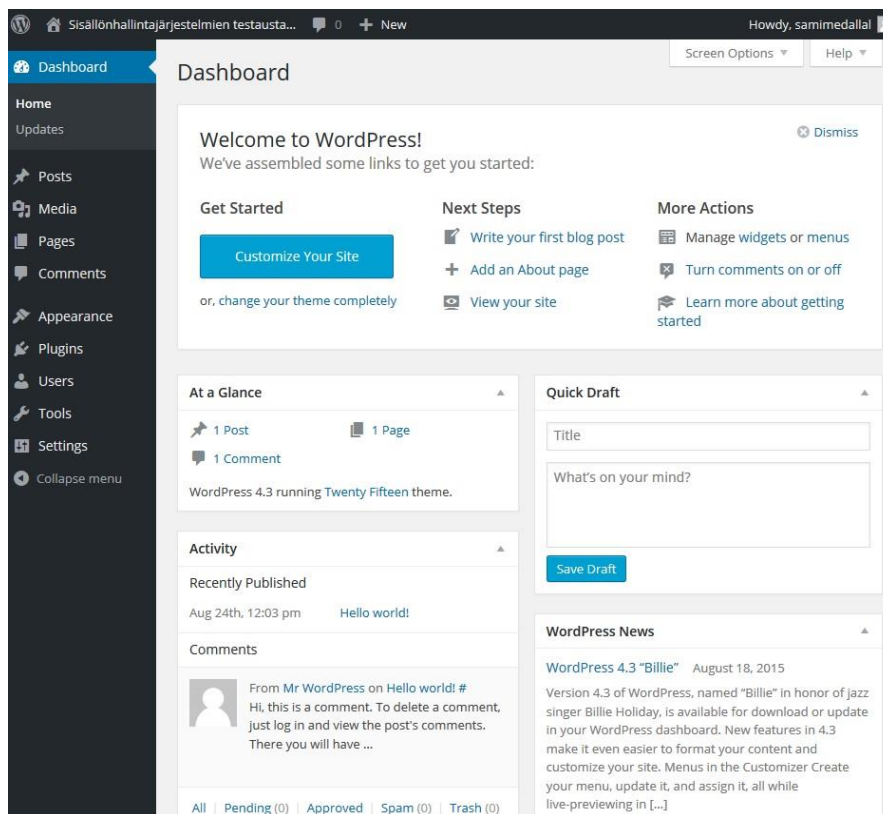 Sisällönhallintajärjestelmien testausta... 0 New Howdy, samimedallal
Screen Options Help
Dashboard
Home
Updates
Posts
Media
Pages
Comments
Appearance
Plugins
Users
Tools
Settings
Collapse menu
Dashboard
Welcome to WordPress!
Dismiss
We've assembled some links to get you started:
Get Started
Customize Your Site
or, change your theme completely
Next Steps
Write your first blog post
Add an About page
View your site
More Actions
Manage widgets or menus
Turn comments on or off
Learn more about getting
started
At a Glance
1 Post 1 Page
1 Comment
WordPress 4.3 running Twenty Fifteen theme.
Activity
Recently Published
Aug 24th, 12:03 pm Hello world!
Comments
From Mr WordPress on Hello world! #
Hi, this is a comment. To delete a comment,
just log in and view the post's comments.
There you will have ...
All | Pending (0) | Approved | Spam (0) | Trash (0)
Quick Draft
Title
What's on your mind?
Save Draft
WordPress News
WordPress 4.3 “Billie” August 18, 2015
Version 4.3 of WordPress, named “Billie” in honor of jazz
singer Billie Holiday, is available for download or update
in your WordPress dashboard. New features in 4.3
make it even easier to format your content and
customize your site. Menus in the Customizer Create
your menu, update it, and assign it, all while
live-previewing in [...]